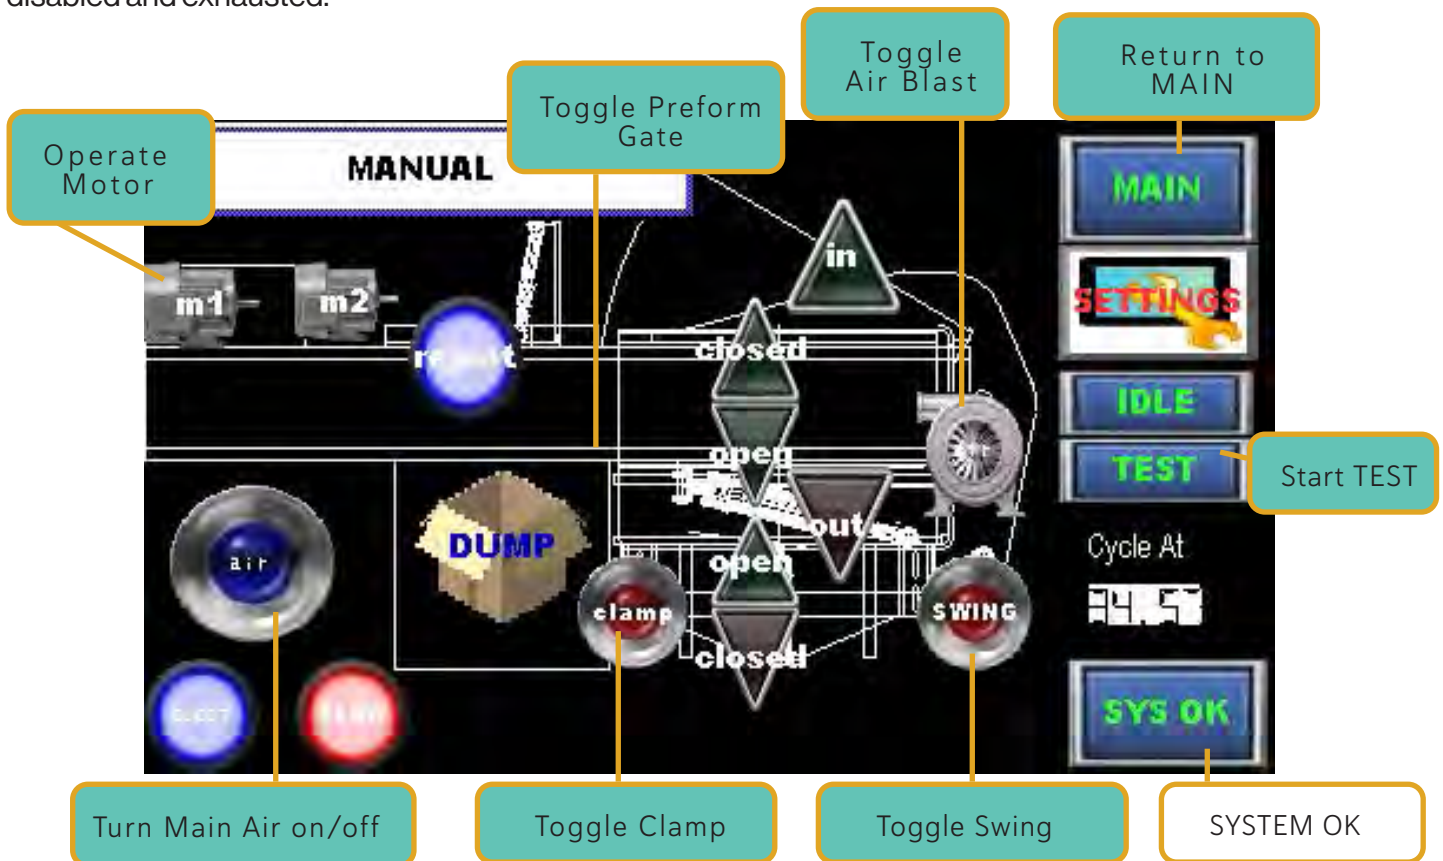 disabled and exhausted.
Toggle
Air Blast
Return to
MAIN
Toggle Preform
Gate
Operate
Motor
MANUAL
MAIN
in
m1
m2
SETTINGS
closed
IDLE
open
TEST
Start TEST
out
air
DUMP
open
Cycle At
clamp
SWING
closed
SYS OK
Turn Main Air on/off
Toggle Clamp
Toggle Swing
SYSTEM OK